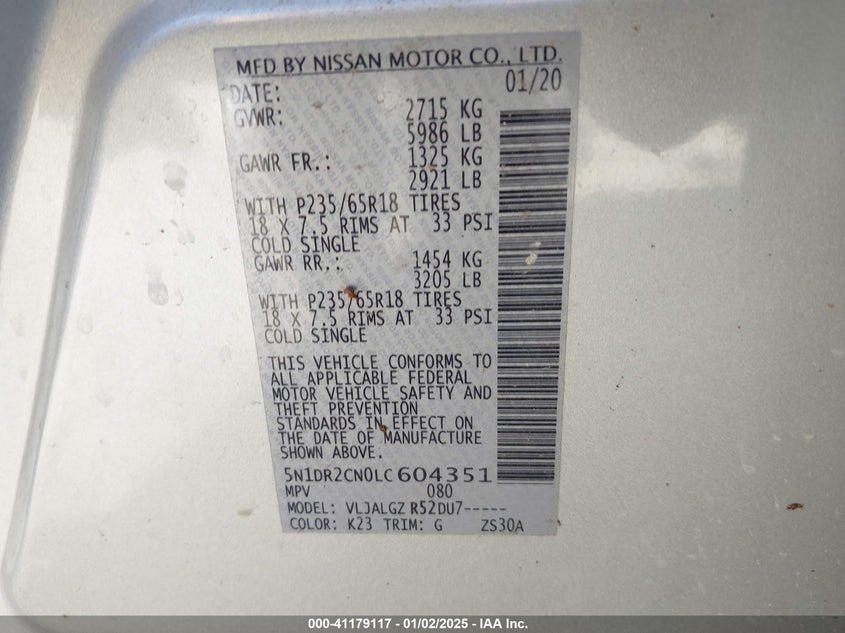 MFD BY NISSAN MOTOR CO., LTD.
DATE: 01/20
GVWR: 2715 KG
5986 LB
GAWR FR.: 1325 KG
2921 LB
WITH P235/65R18 TIRES
18 X 7.5 RIMS AT 33 PSI
COLD SINGLE
GAWR RR.: 1454 KG
3205 LB
WITH P235/65R18 TIRES
18 X 7.5 RIMS AT 33 PSI
COLD SINGLE
THIS VEHICLE CONFORMS TO
ALL APPLICABLE FEDERAL
MOTOR VEHICLE SAFETY AND
THEFT PREVENTION
STANDARDS IN EFFECT ON
THE DATE OF MANUFACTURE
SHOWN ABOVE.
5N1DR2CN0LC604351
MPV 080
MODEL: VLJALGZ R52DU7-----
COLOR: K23 TRIM: G ZS30A
000-41179117 - 01/02/2025 - IAA Inc.